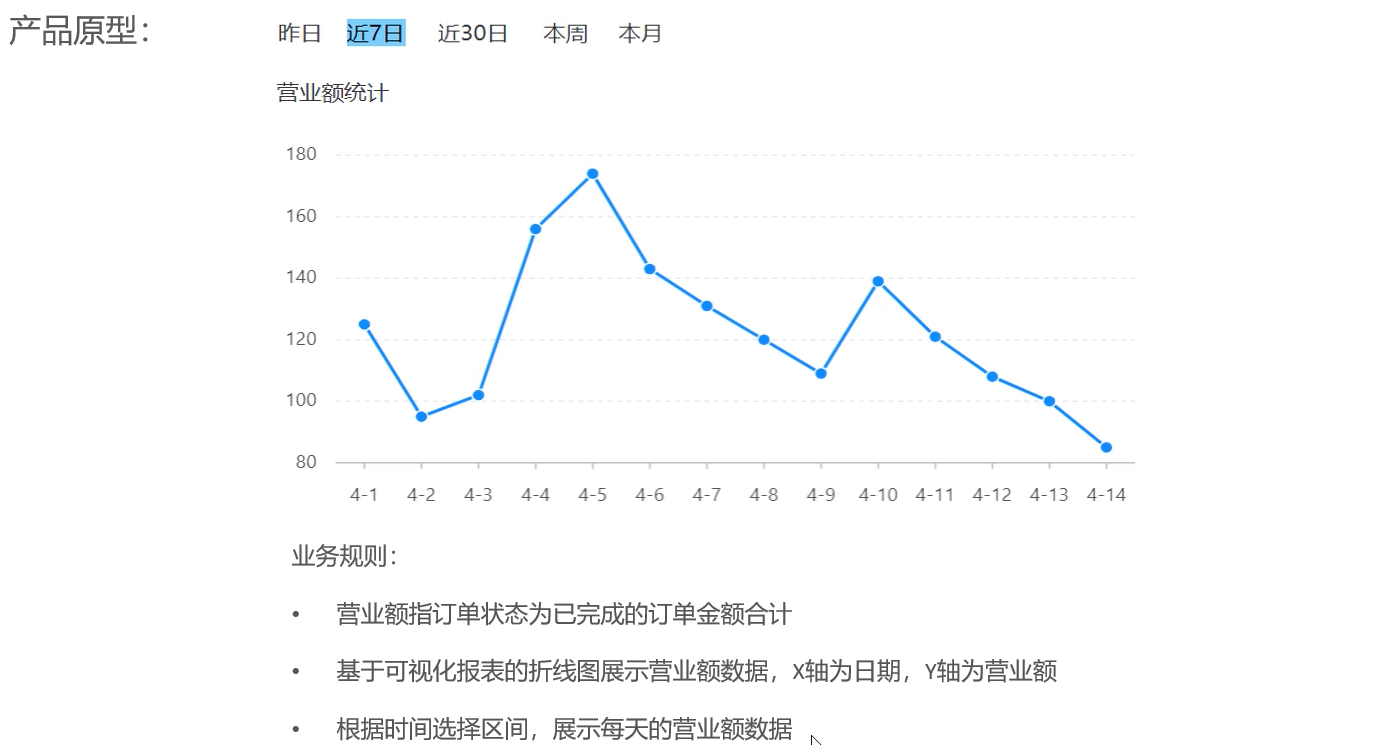 产品原型：
昨日 近7日 近30日 本周 本月
营业额统计
180
160
140
120
100
80
4-1 4-2 4-3 4-4 4-5 4-6 4-7 4-8 4-9 4-10 4-11 4-12 4-13 4-14
业务规则：
• 营业额指订单状态为已完成的订单金额合计
• 基于可视化报表的折线图展示营业额数据，X轴为日期，Y轴为营业额
• 根据时间选择区间，展示每天的营业额数据